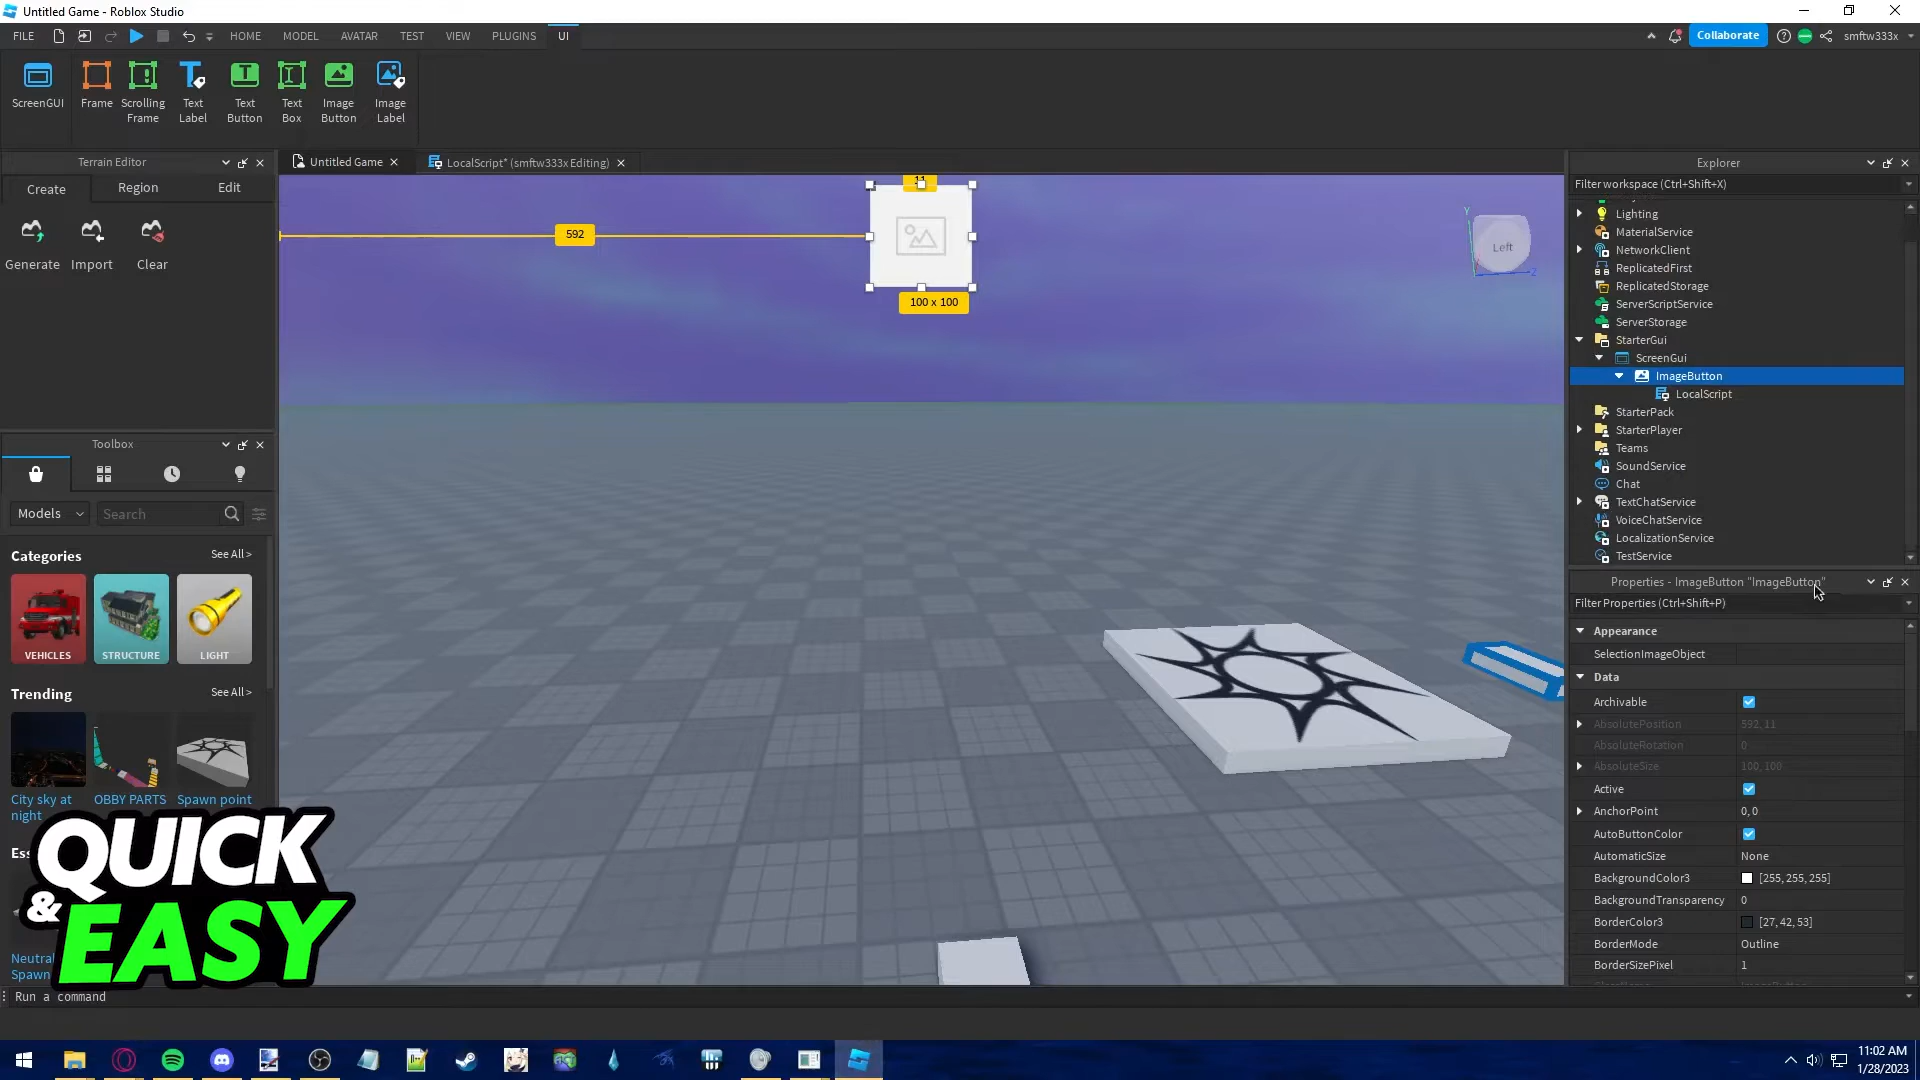 Untitled Game - Roblox Studio
FILE HOME MODEL AVATAR TEST VIEW PLUGINS UI Collaborate smftw333x
ScreenGUI Frame Scrolling Frame Text Label Text Button Text Box Image Button Image Label
Terrain Editor
Create Region Edit
Generate Import Clear
Toolbox
Models Search
Categories See All >
VEHICLES STRUCTURE LIGHT
Trending See All >
City sky at night
OBBY PARTS
Spawn point
Ess
Neutral Spawn
QUICK
& EASY
Untitled Game
LocalScript* (smftw333x Editing)
11
592
100 x 100
Left
Y
Z
Explorer
Filter workspace (Ctrl+Shift+X)
Lighting
MaterialService
NetworkClient
ReplicatedFirst
ReplicatedStorage
ServerScriptService
ServerStorage
StarterGui
ScreenGui
ImageButton
LocalScript
StarterPack
StarterPlayer
Teams
SoundService
Chat
TextChatService
VoiceChatService
LocalizationService
TestService
Properties - ImageButton "ImageButton"
Filter Properties (Ctrl+Shift+P)
Appearance
SelectionImageObject
Data
Archivable
AbsolutePosition 592, 11
AbsoluteRotation 0
AbsoluteSize 100, 100
Active
AnchorPoint 0, 0
AutoButtonColor
AutomaticSize None
BackgroundColor3 [255, 255, 255]
BackgroundTransparency 0
BorderColor3 [27, 42, 53]
BorderMode Outline
BorderSizePixel 1
Run a command
11:02 AM
1/28/2023